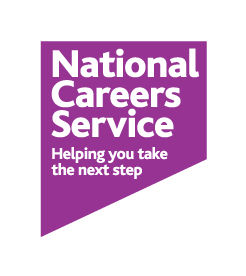 National
Careers
Service
Helping you take
the next step